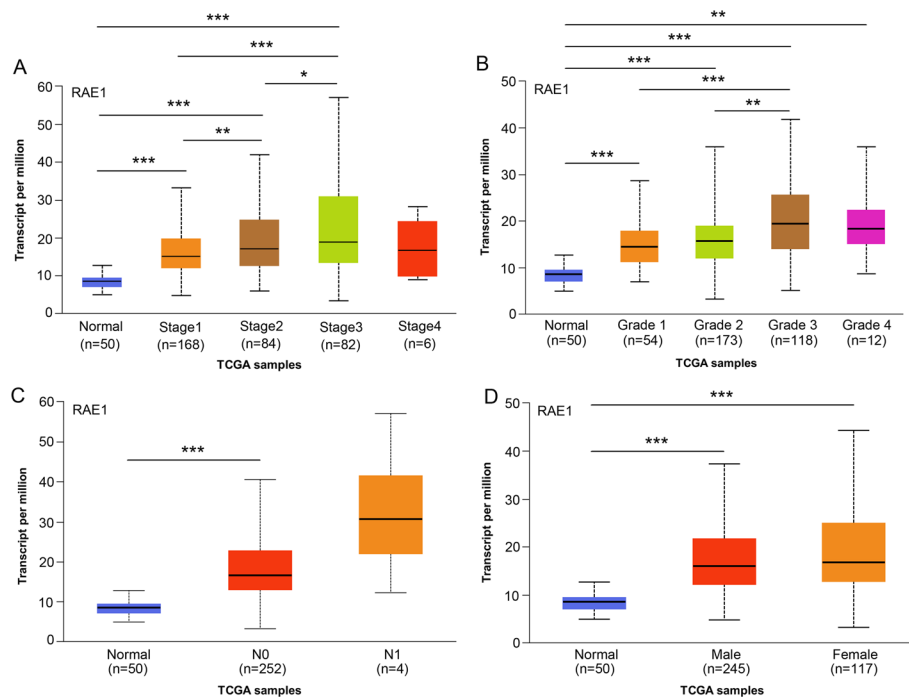 A
RAE1
***
***
*
***
**
***
Transcript per million
60
50
40
30
20
10
0
Normal Stage1 Stage2 Stage3 Stage4
(n=50) (n=168) (n=84) (n=82) (n=6)
TCGA samples
B
RAE1
**
***
***
***
**
***
Transcript per million
50
40
30
20
10
0
Normal Grade 1 Grade 2 Grade 3 Grade 4
(n=50) (n=54) (n=173) (n=118) (n=12)
TCGA samples
C
RAE1
***
Transcript per million
60
50
40
30
20
10
0
Normal N0 N1
(n=50) (n=252) (n=4)
TCGA samples
D
RAE1
***
***
Transcript per million
50
40
30
20
10
0
Normal Male Female
(n=50) (n=245) (n=117)
TCGA samples